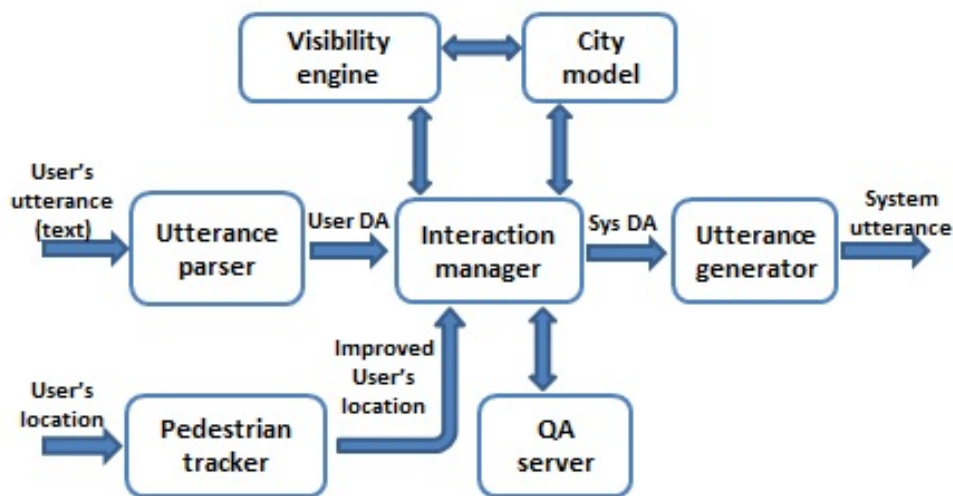 Visibility
engine
City
model
User's
utterance
(text)
Utterance
parser
User DA
Interaction
manager
Sys DA
Utterance
generator
System
utterance
User's
location
Pedestrian
tracker
Improved
User's
location
QA
server